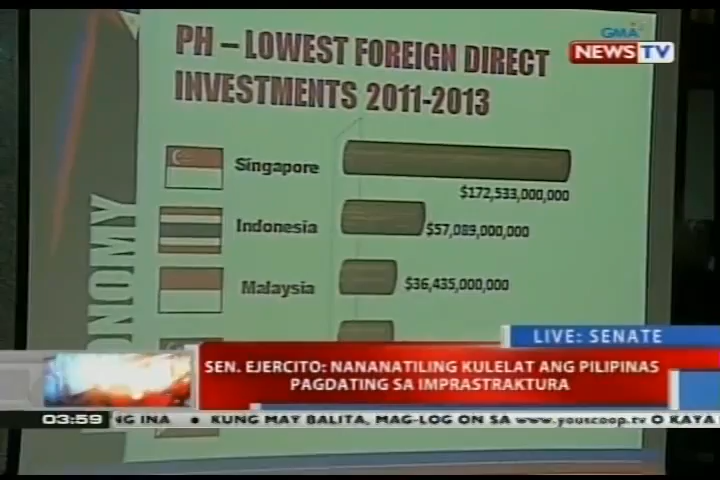 GMA
NEWS TV
PH – LOWEST FOREIGN DIRECT
INVESTMENTS 2011-2013
Singapore
$172,533,000,000
Indonesia
$57,089,000,000
Malaysia
$36,435,000,000
ONOMY
LIVE: SENATE
SEN. EJERCITO: NANANATILING KULELAT ANG PILIPINAS
PAGDATING SA IMPRASTRAKTURA
03:59 NG INA • KUNG MAY BALITA, MAG-LOG ON SA www.youscoop.tv O KAYA